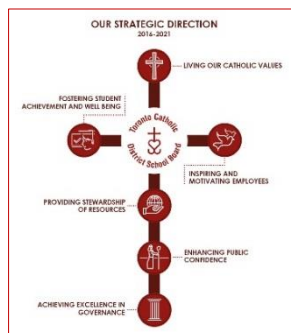 OUR STRATEGIC DIRECTION
2016-2021
LIVING OUR CATHOLIC VALUES
FOSTERING STUDENT
ACHIEVEMENT AND WELL BEING
Toronto Catholic
District School Board
INSPIRING AND
MOTIVATING EMPLOYEES
PROVIDING STEWARDSHIP
OF RESOURCES
ENHANCING PUBLIC
CONFIDENCE
ACHIEVING EXCELLENCE IN
GOVERNANCE